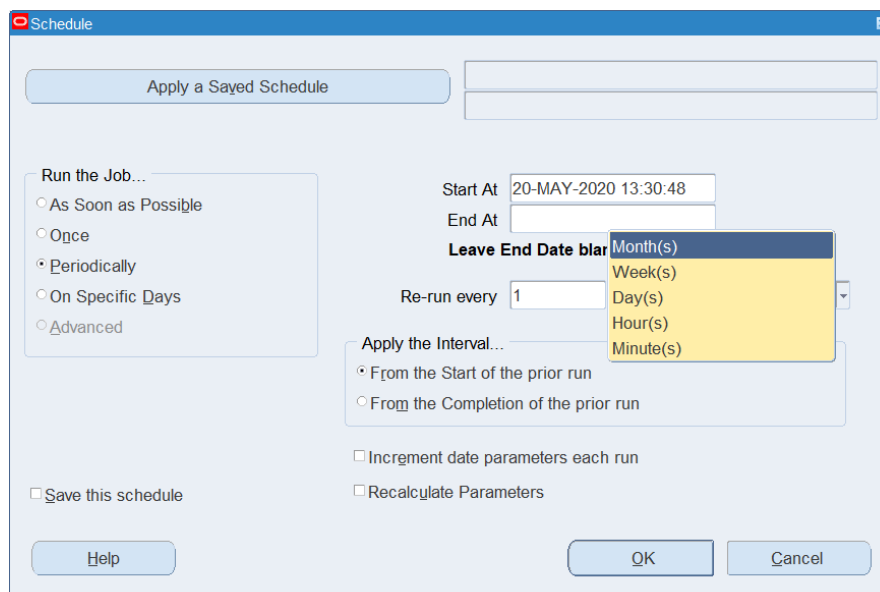 Schedule
Apply a Saved Schedule
Run the Job...
As Soon as Possible
Once
Periodically
On Specific Days
Advanced
Start At 20-MAY-2020 13:30:48
End At
Leave End Date blan
Re-run every 1
Month(s)
Week(s)
Day(s)
Hour(s)
Minute(s)
Apply the Interval...
From the Start of the prior run
From the Completion of the prior run
Increment date parameters each run
Save this schedule
Recalculate Parameters
Help
OK
Cancel